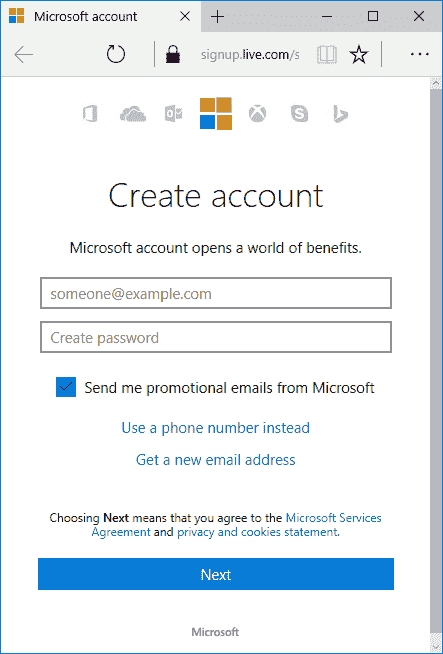 Microsoft account
signup.live.com/s
Create account
Microsoft account opens a world of benefits.
someone@example.com
Create password
Send me promotional emails from Microsoft
Use a phone number instead
Get a new email address
Choosing Next means that you agree to the Microsoft Services
Agreement and privacy and cookies statement.
Next
Microsoft